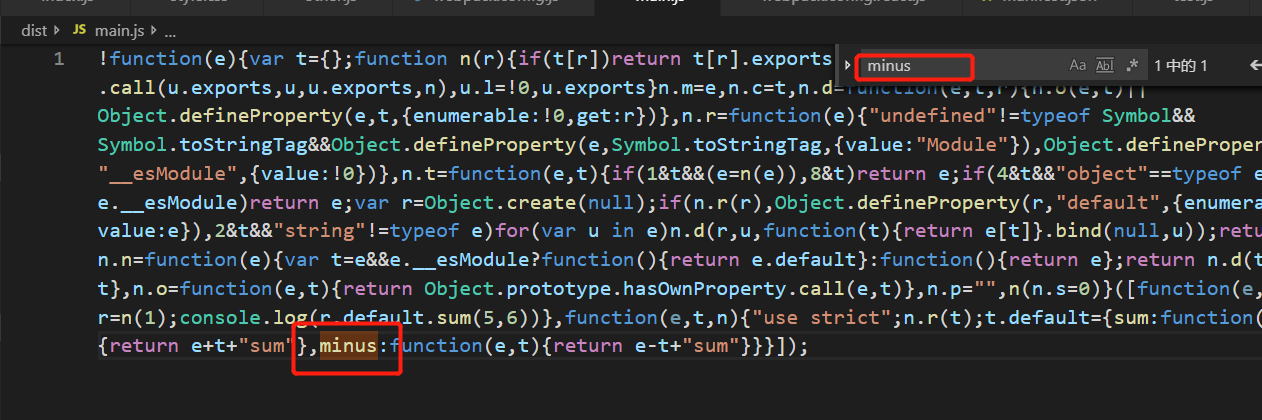 main.js
dist > JS main.js > ...
minus Aa Abl .* 1 中的 1
1 !function(e){var t={};function n(r){if(t[r])return t[r].exports
.call(u.exports,u,u.exports,n),u.l=!0,u.exports}n.m=e,n.c=t,n.d=function(e,t,r){n.o(e,t)||
Object.defineProperty(e,t,{enumerable:!0,get:r})},n.r=function(e){"undefined"!=typeof Symbol&&
Symbol.toStringTag&&Object.defineProperty(e,Symbol.toStringTag,{value:"Module"}),Object.definePrope
"__esModule",{value:!0})},n.t=function(e,t){if(1&t&&(e=n(e)),8&t)return e;if(4&t&&"object"==typeof e
e.__esModule)return e;var r=Object.create(null);if(n.r(r),Object.defineProperty(r,"default",{enumera
value:e}),2&t&&"string"!=typeof e)for(var u in e)n.d(r,u,function(t){return e[t]}.bind(null,u));retu
n.n=function(e){var t=e&&e.__esModule?function(){return e.default}:function(){return e};return n.d(t
t},n.o=function(e,t){return Object.prototype.hasOwnProperty.call(e,t)},n.p="",n(n.s=0)}([function(e,
r=n(1);console.log(r.default.sum(5,6))},function(e,t,n){"use strict";n.r(t);t.default={sum:function(
{return e+t+"sum"},minus:function(e,t){return e-t+"sum"}}}]);